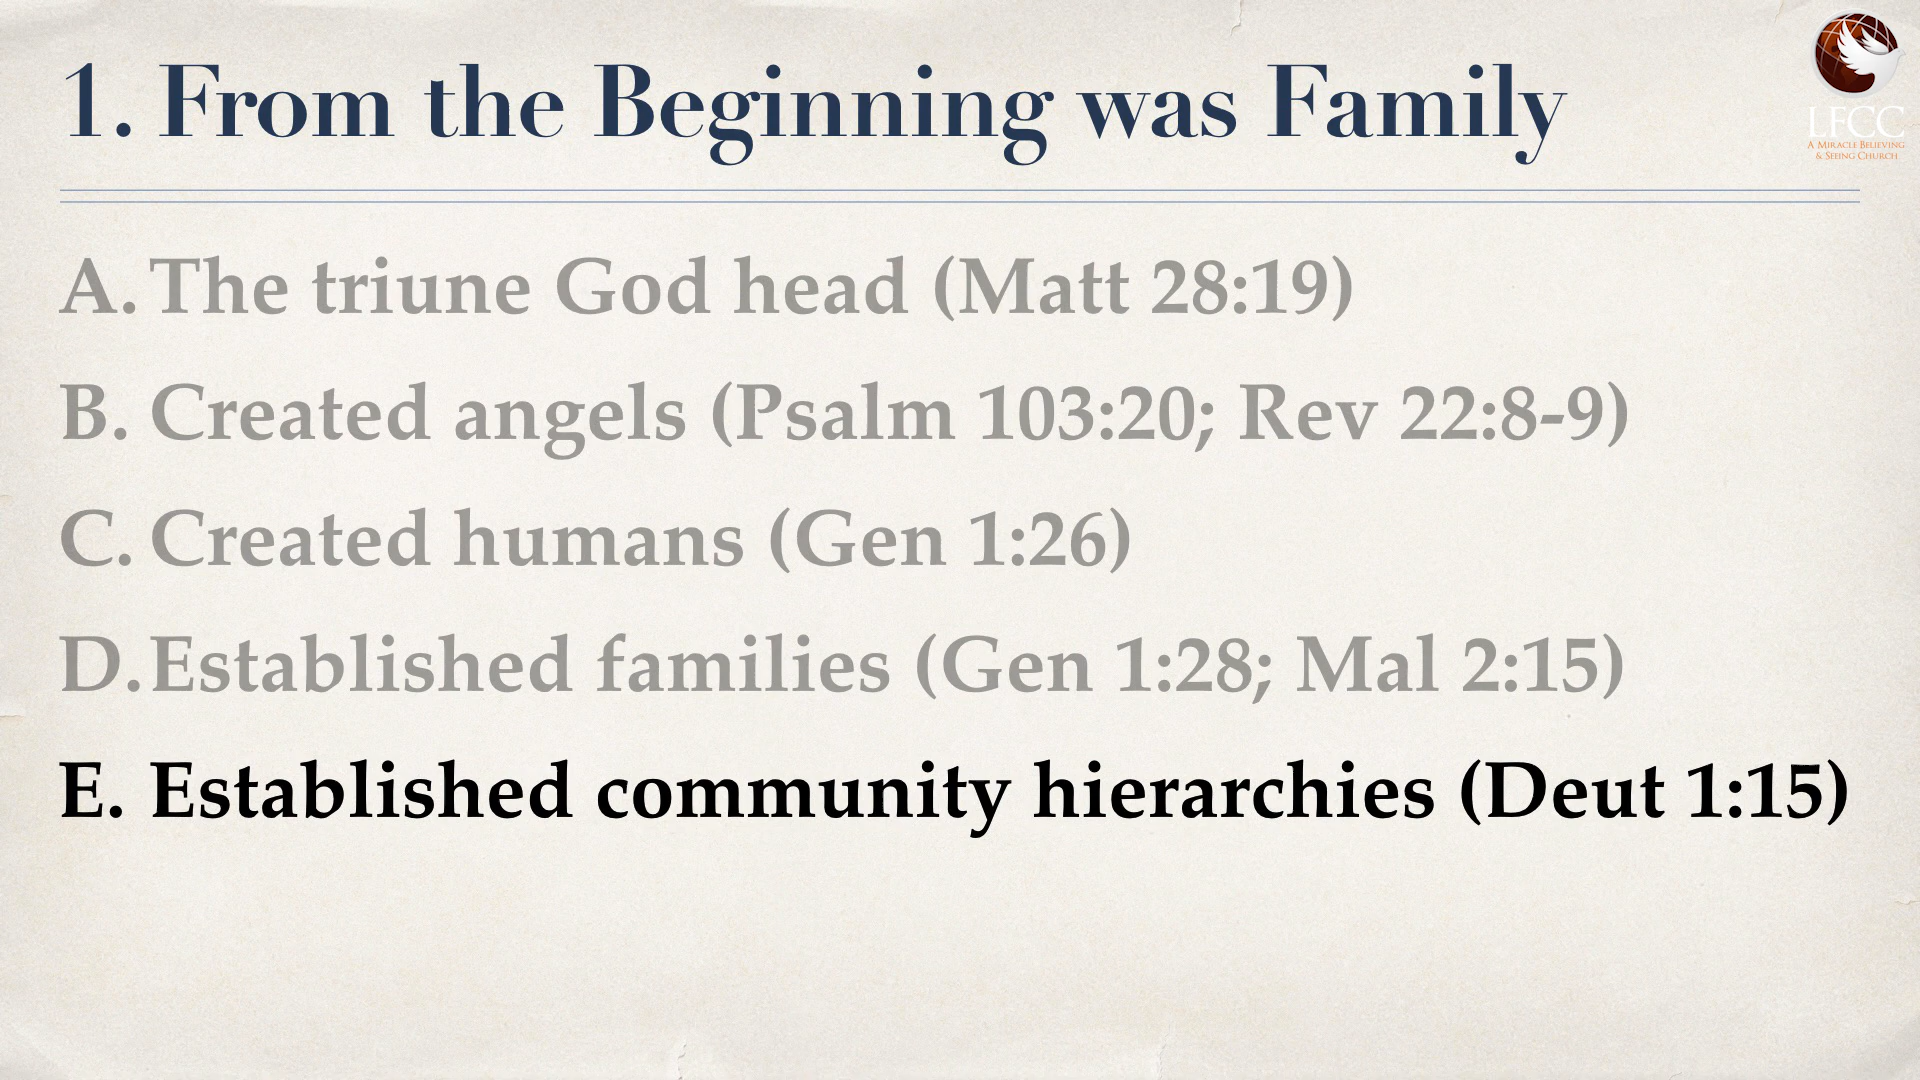 1. From the Beginning was Family
LFCC
A Miracle Believing
& Seeing Church
A. The triune God head (Matt 28:19)
B. Created angels (Psalm 103:20; Rev 22:8-9)
C. Created humans (Gen 1:26)
D. Established families (Gen 1:28; Mal 2:15)
E. Established community hierarchies (Deut 1:15)